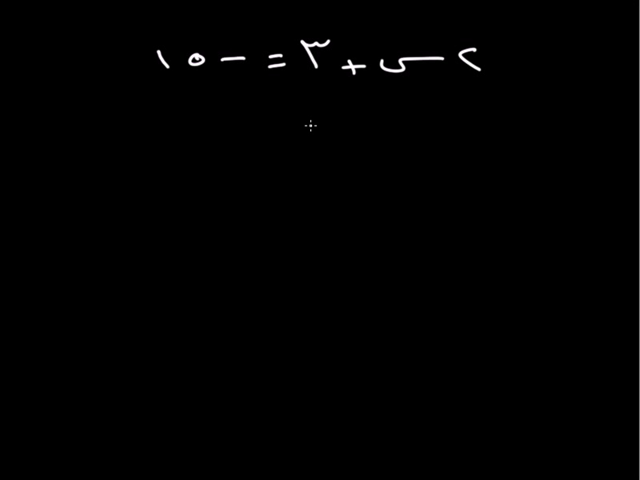 ٢س + ٣ = -١٥